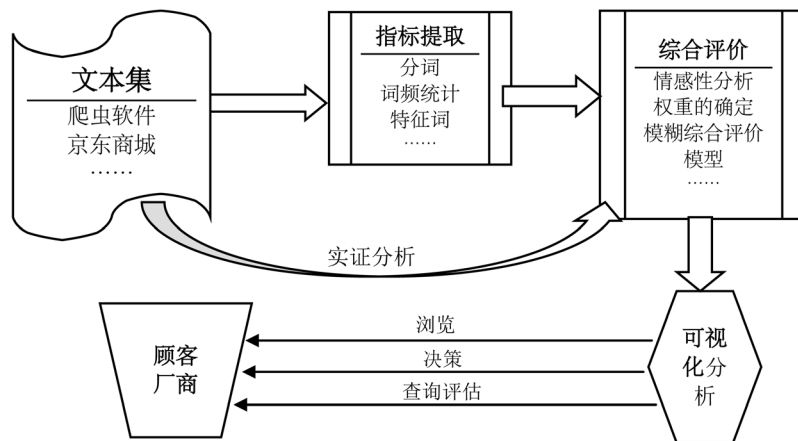 文本集
爬虫软件
京东商城
……
指标提取
分词
词频统计
特征词
……
综合评价
情感性分析
权重的确定
模糊综合评价
模型
……
实证分析
可视
化分
析
浏览
决策
查询评估
顾客
厂商